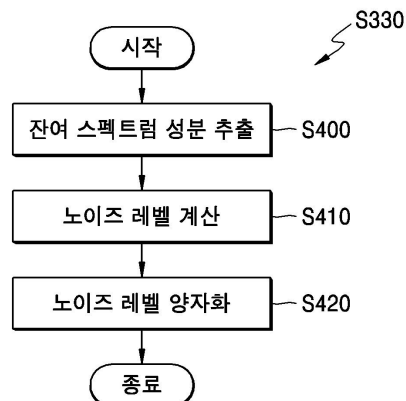 S330
시작
잔여 스펙트럼 성분 추출
S400
노이즈 레벨 계산
S410
노이즈 레벨 양자화
S420
종료